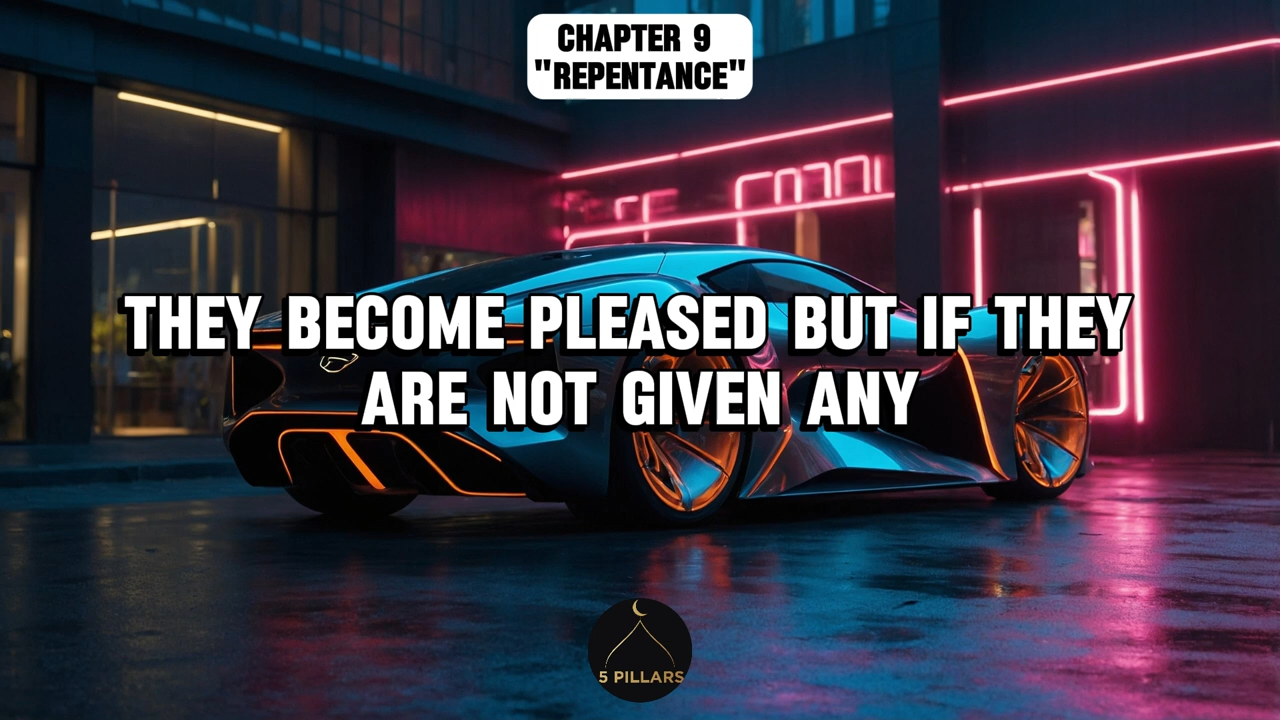 CHAPTER 9
"REPENTANCE"
THEY BECOME PLEASED BUT IF THEY
ARE NOT GIVEN ANY
5 PILLARS